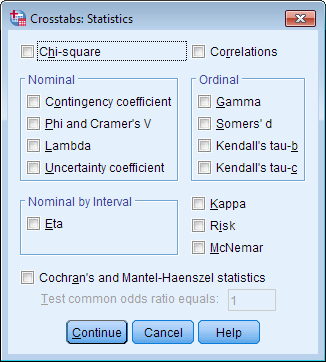 Crosstabs: Statistics
Chi-square
Correlations
Nominal
Contingency coefficient
Phi and Cramer's V
Lambda
Uncertainty coefficient
Ordinal
Gamma
Somers' d
Kendall's tau-b
Kendall's tau-c
Nominal by Interval
Eta
Kappa
Risk
McNemar
Cochran's and Mantel-Haenszel statistics
Test common odds ratio equals: 1
Continue Cancel Help